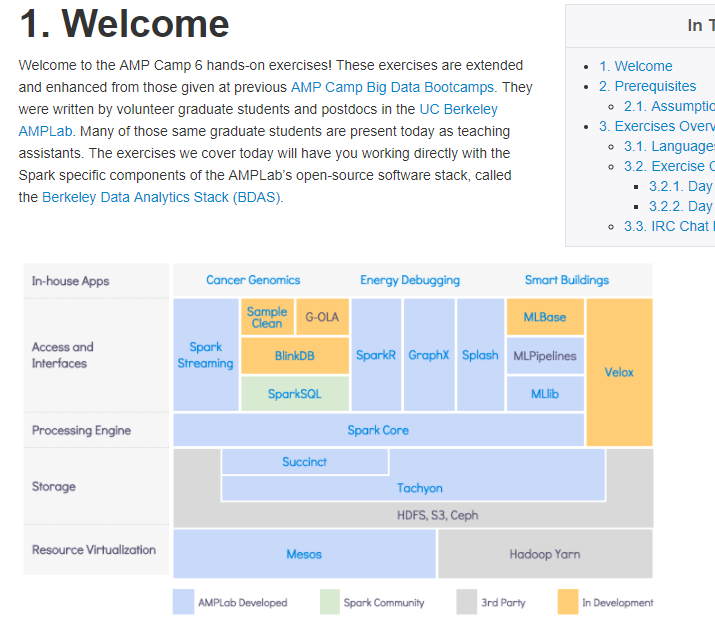 1. Welcome
Welcome to the AMP Camp 6 hands-on exercises! These exercises are extended
and enhanced from those given at previous AMP Camp Big Data Bootcamps. They
were written by volunteer graduate students and postdocs in the UC Berkeley
AMPLab. Many of those same graduate students are present today as teaching
assistants. The exercises we cover today will have you working directly with the
Spark specific components of the AMPLab's open-source software stack, called
the Berkeley Data Analytics Stack (BDAS).
In T
1. Welcome
2. Prerequisites
2.1. Assumptio
3. Exercises Overv
3.1. Languages
3.2. Exercise
3.2.1. Day
3.2.2. Day
3.3. IRC Chat
In-house Apps
Cancer Genomics
Energy Debugging
Smart Buildings
Access and
Interfaces
Spark
Streaming
Sample
Clean
G-OLA
BlinkDB
SparkSQL
SparkR
GraphX
Splash
MLBase
MLPipelines
MLlib
Velox
Processing Engine
Spark Core
Storage
Succinct
Tachyon
HDFS, S3, Ceph
Resource Virtualization
Mesos
Hadoop Yarn
AMPLab Developed
Spark Community
3rd Party
In Development